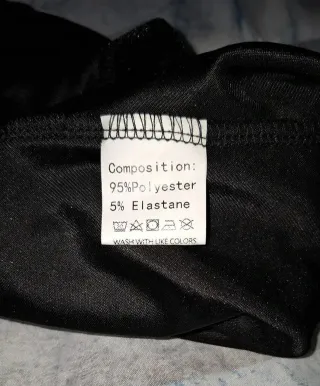 Composition:
95%Polyester
5% Elastane
WASH WITH LIKE COLORS